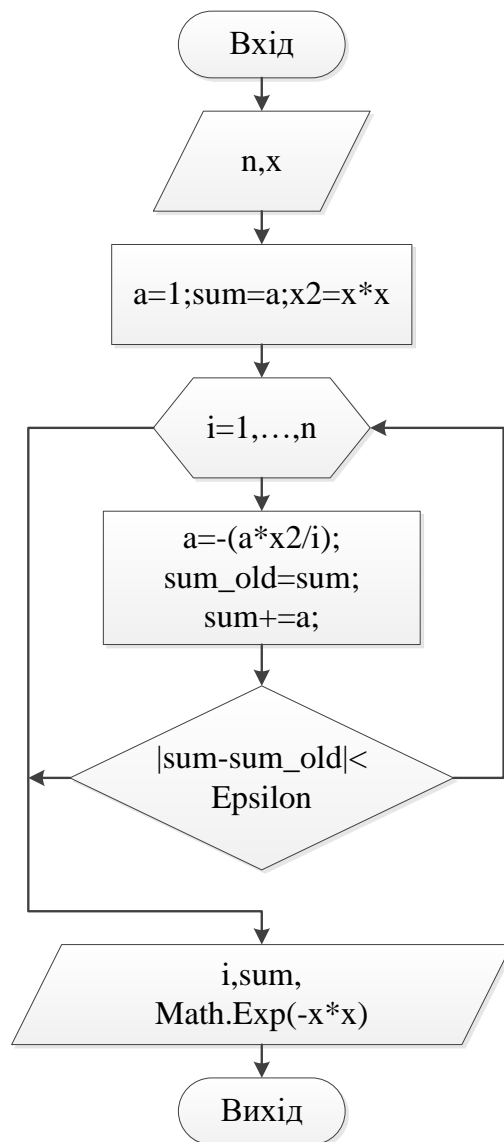 Вхід
n,x
a=1;sum=a;x2=x*x
i=1,…,n
a=-(a*x2/i);
sum_old=sum;
sum+=a;
|sum-sum_old|<
Epsilon
i,sum,
Math.Exp(-x*x)
Вихід